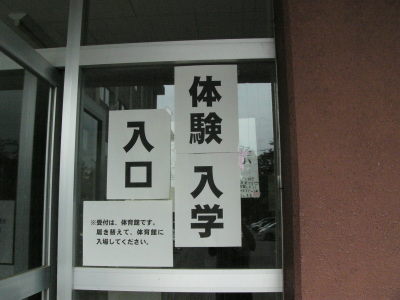 体験
入学
入口
※受付は、体育館です。
履き替えて、体育館に
入場してください。